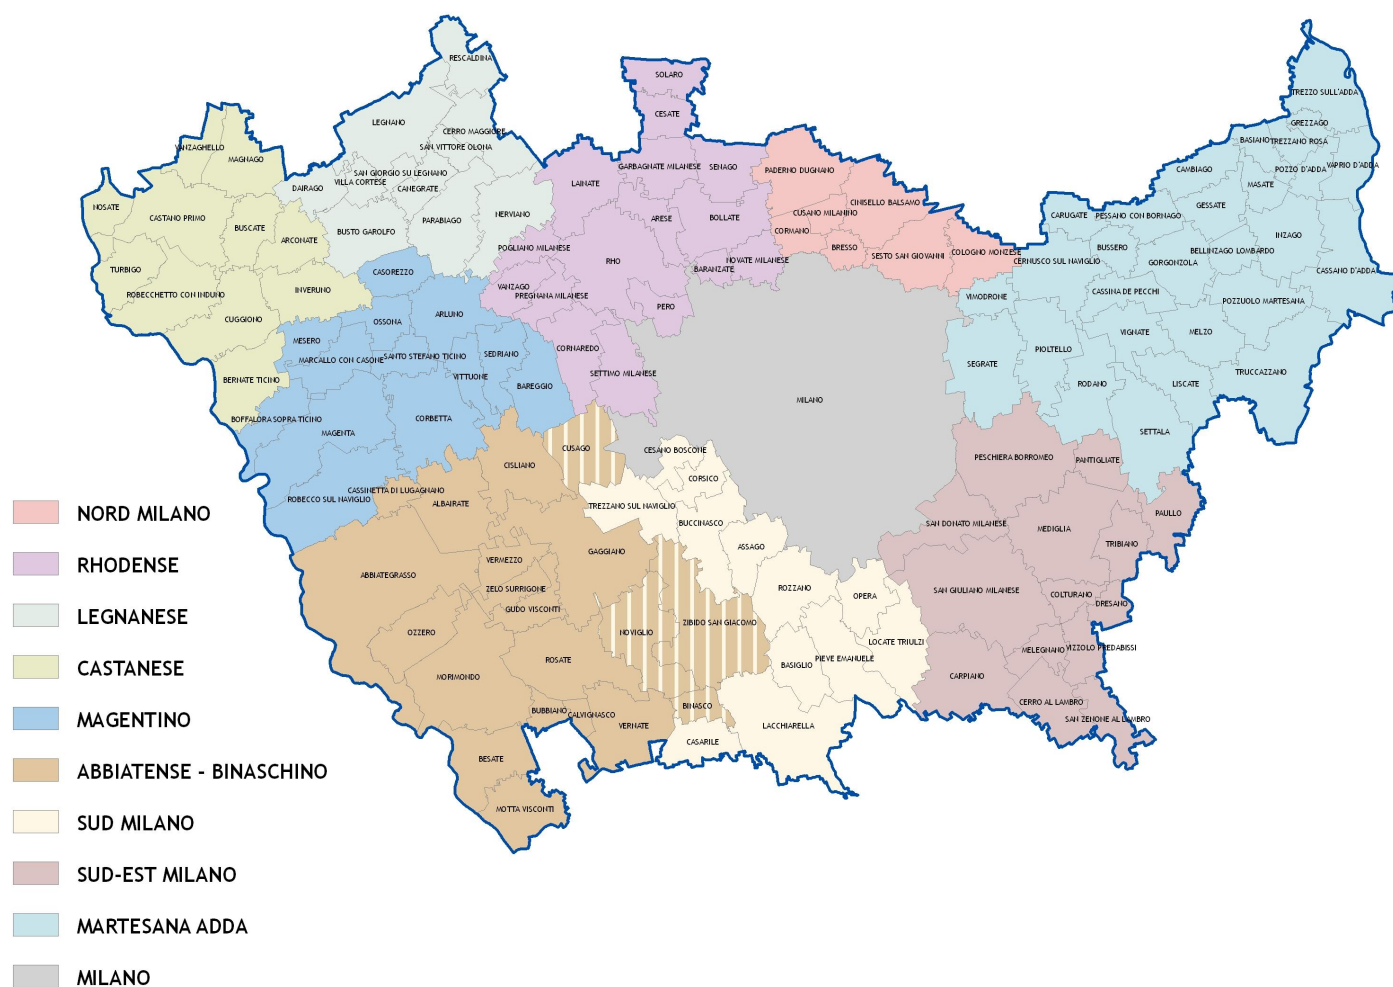 RESCALDINA
SOLARO
TREZZO SULL'ADDA
CESATE
LEGNANO
GREZZAGO
CERRO MAGGIORE
BASIANO
TREZZANO ROSA
VANZAGHELLO
SAN VITTORE OLONA
MAGNAGO
GARBAGNATE MILANESE
SENAGO
VAPRIO D'ADDA
PADERNO DUGNANO
CAMBIAGO
POZZO D'ADDA
SAN GIORGIO SU LEGNANO
VILLA CORTESE
LAINATE
MASATE
DAIRAGO
CANEGRATE
NOSATE
CINISELLO BALSAMO
GESSATE
CASTANO PRIMO
PARABIAGO
NERVIANO
ARESE
BOLLATE
CUSANO MILANINO
CARUGATE
PESSANO CON BORNAGO
BUSCATE
BUSTO GAROLFO
CORMANO
INZAGO
ARCONATE
POGLIANO MILANESE
BRESSO
BUSSERO
BELLINZAGO LOMBARDO
SESTO SAN GIOVANNI
COLOGNO MONZESE
RHO
NOVATE MILANESE
CERNUSCO SUL NAVIGLIO
GORGONZOLA
TURBIGO
CASOREZZO
BARANZATE
CASSANO D'ADDA
ROBECCHETTO CON INDUNO
INVERUNO
VANZAGO
PREGNANA MILANESE
VIMODRONE
CASSINA DE PECCHI
POZZUOLO MARTESANA
PERO
CUGGIONO
OSSONA
ARLUNO
VIGNATE
MELZO
MESERO
CORNAREDO
PIOLTELLO
MARCALLO CON CASONE
SANTO STEFANO TICINO
SEDRIANO
SEGRATE
BERNATE TICINO
VITTUONE
BAREGGIO
SETTIMO MILANESE
RODANO
LISCATE
TRUCCAZZANO
MILANO
BOFFALORA SOPRA TICINO
CORBETTA
MAGENTA
SETTALA
CUSAGO
CESANO BOSCONE
PESCHIERA BORROMEO
PANTIGLIATE
CISLIANO
CORSICO
CASSINETTA DI LUGAGNANO
ROBECCO SUL NAVIGLIO
ALBAIRATE
TREZZANO SUL NAVIGLIO
NORD MILANO
BUCCINASCO
SAN DONATO MILANESE
MEDIGLIA
PAULLO
ASSAGO
TRIBIANO
GAGGIANO
RHODENSE
VERMEZZO
ABBIATEGRASSO
ZELO SURRIGONE
ROZZANO
OPERA
SAN GIULIANO MILANESE
COLTURANO
DRESANO
GUDO VISCONTI
LEGNANESE
ZIBIDO SAN GIACOMO
OZZERO
NOVIGLIO
LOCATE TRIULZI
MELEGNANO
VIZZOLO PREDABISSI
ROSATE
PIEVE EMANUELE
BASIGLIO
CASTANESE
MORIMONDO
CARPIANO
CERRO AL LAMBRO
BINASCO
BUBBIANO
CALVIGNASCO
MAGENTINO
VERNATE
LACCHIARELLA
SAN ZENONE AL LAMBRO
CASARILE
BESATE
ABBIATENSE - BINASCHINO
MOTTA VISCONTI
SUD MILANO
SUD-EST MILANO
MARTESANA ADDA
MILANO